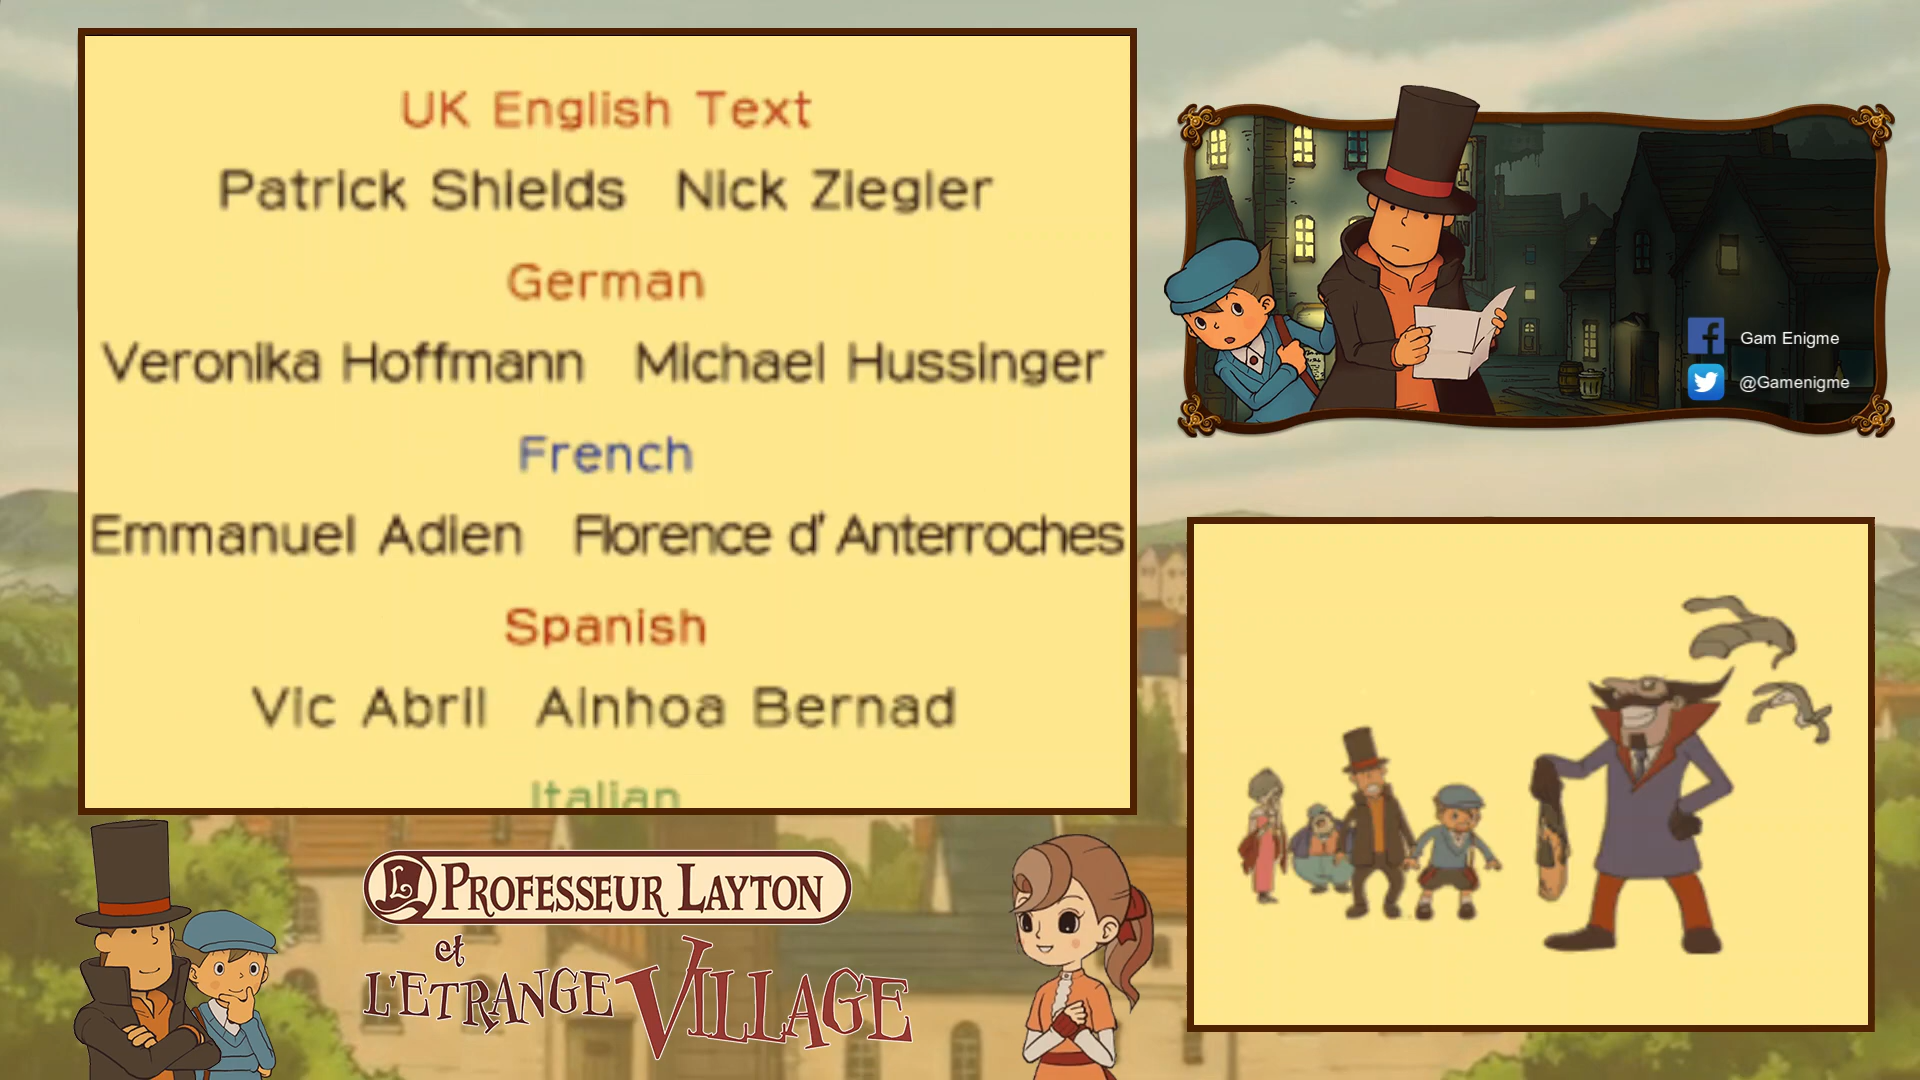 UK English Text
Patrick Shields Nick Ziegler
German
Veronika Hoffmann Michael Hussinger
French
Emmanuel Adien Florence d'Anterroches
Spanish
Vic Abril Ainhoa Bernad
Italian
Gam Enigme
@Gamenigme
PROFESSEUR LAYTON
et
L'ETRANGE VILLAGE